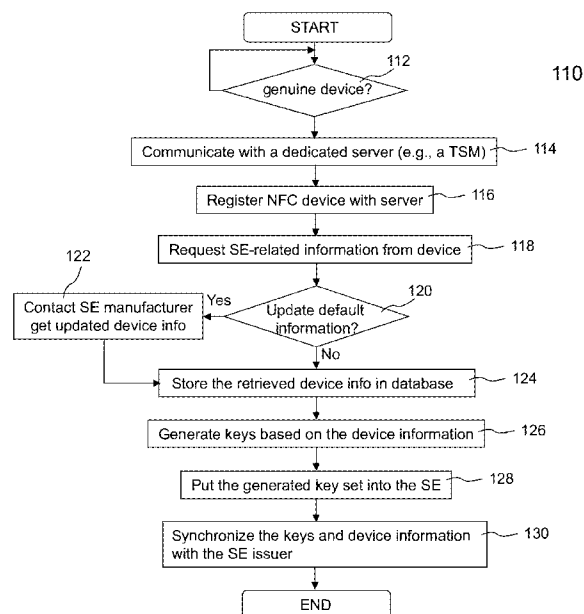 START
112
110
genuine device?
Communicate with a dedicated server (e.g., a TSM)
114
Register NFC device with server
116
Request SE-related information from device
118
122
120
Contact SE manufacturer
get updated device info
Yes
Update default
information?
No
Store the retrieved device info in database
124
Generate keys based on the device information
126
Put the generated key set into the SE
128
Synchronize the keys and device information
with the SE issuer
130
END